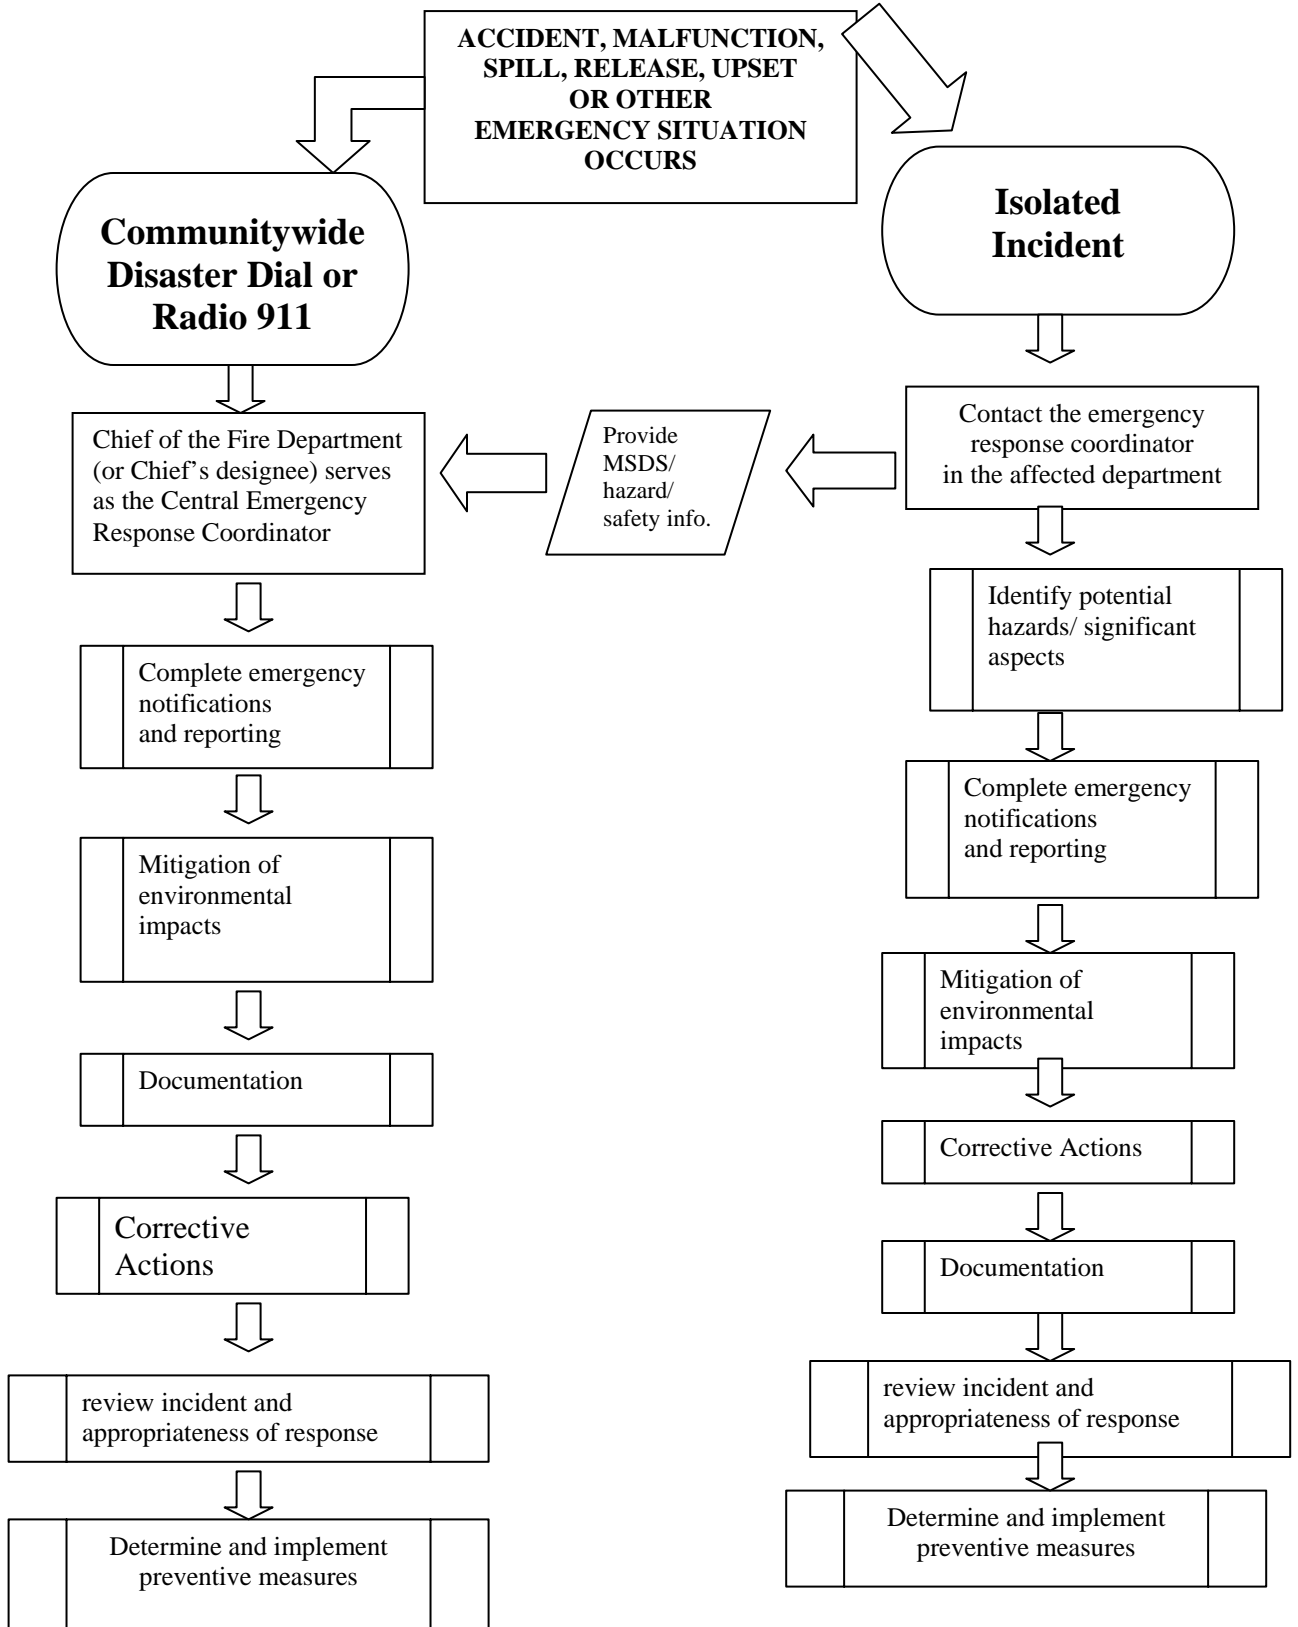 ACCIDENT, MALFUNCTION,
SPILL, RELEASE, UPSET
OR OTHER
EMERGENCY SITUATION
OCCURS
Communitywide
Disaster Dial or
Radio 911
Isolated
Incident
Chief of the Fire Department
(or Chief’s designee) serves
as the Central Emergency
Response Coordinator
Provide
MSDS/
hazard/
safety info.
Contact the emergency
response coordinator
in the affected department
Identify potential
hazards/ significant
aspects
Complete emergency
notifications
and reporting
Complete emergency
notifications
and reporting
Mitigation of
environmental
impacts
Mitigation of
environmental
impacts
Documentation
Corrective Actions
Corrective
Actions
Documentation
review incident and
appropriateness of response
review incident and
appropriateness of response
Determine and implement
preventive measures
Determine and implement
preventive measures